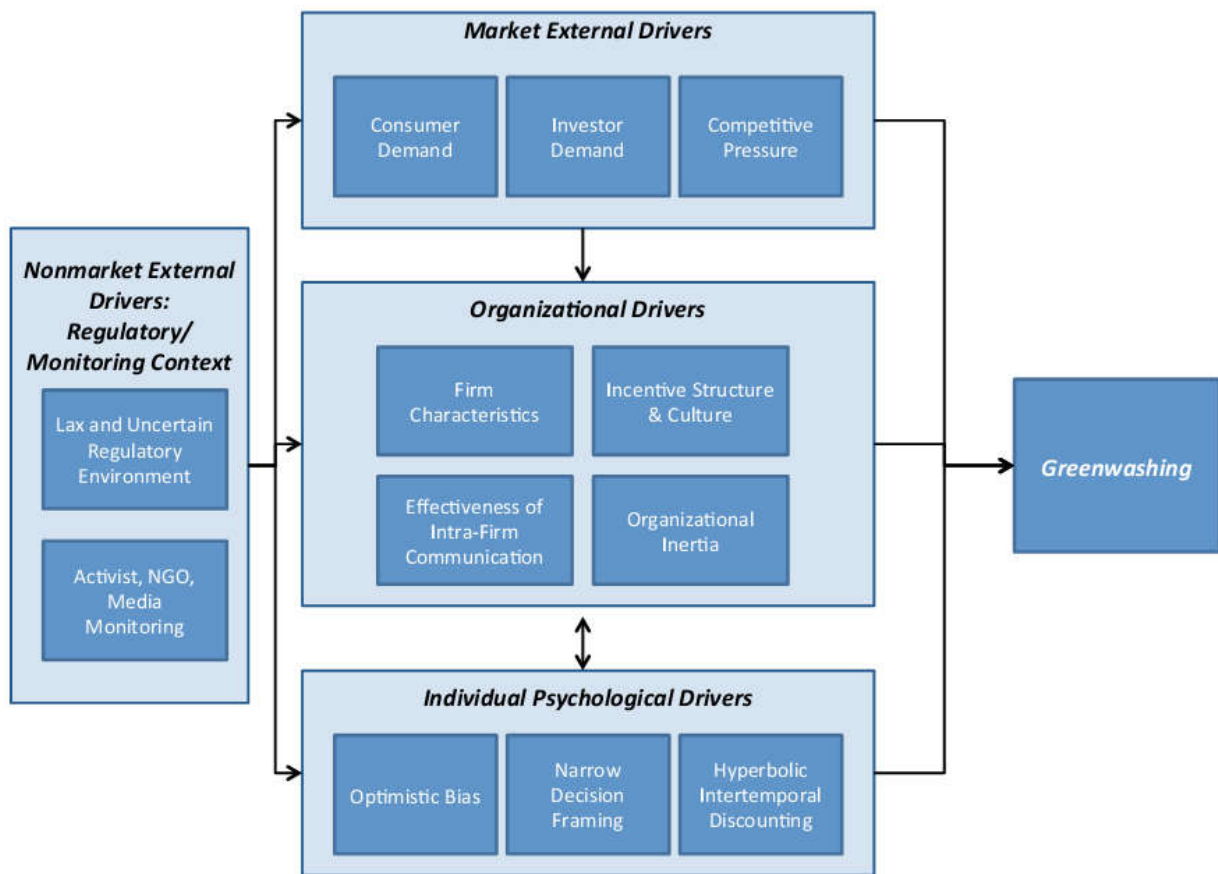 Market External Drivers
Consumer
Demand
Investor
Demand
Competitive
Pressure
Nonmarket External
Drivers:
Regulatory/
Monitoring Context
Lax and Uncertain
Regulatory
Environment
Activist, NGO,
Media
Monitoring
Organizational Drivers
Firm
Characteristics
Incentive Structure
& Culture
Effectiveness of
Intra-Firm
Communication
Organizational
Inertia
Individual Psychological Drivers
Optimistic Bias
Narrow
Decision
Framing
Hyperbolic
Intertemporal
Discounting
Greenwashing